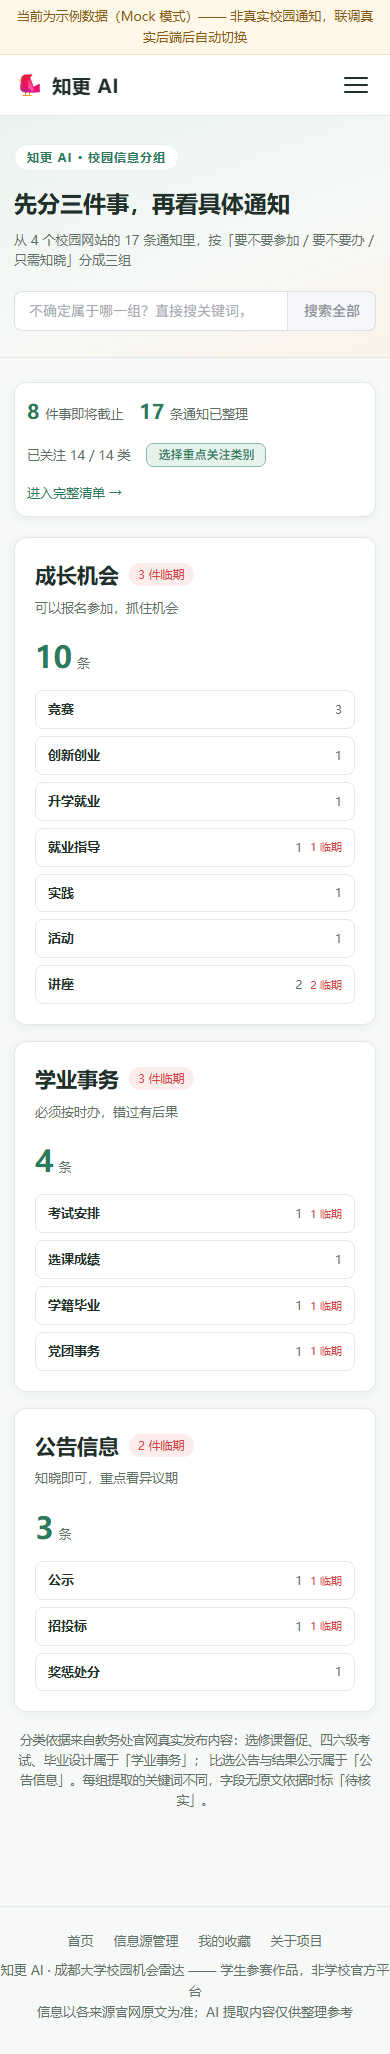 当前为示例数据（Mock 模式）—— 非真实校园通知，联调真
实后端后自动切换
知更 AI
知更 AI • 校园信息分组
先分三件事，再看具体通知
从 4 个校园网站的 17 条通知里，按「要不要参加 / 要不要办 /
只需知晓」分成三组
不确定属于哪一组？直接搜关键词， 搜索全部
8 件事即将截止 17 条通知已整理
已关注 14 / 14 类 选择重点关注类别
进入完整清单 →
成长机会 3 件临期
可以报名参加，抓住机会
10 条
竞赛 3
创新创业 1
升学就业 1
就业指导 1 1 临期
实践 1
活动 1
讲座 2 2 临期
学业事务 3 件临期
必须按时办，错过有后果
4 条
考试安排 1 1 临期
选课成绩 1
学籍毕业 1 1 临期
党团事务 1 1 临期
公告信息 2 件临期
知晓即可，重点看异议期
3 条
公示 1 1 临期
招投标 1 1 临期
奖惩处分 1
分类依据来自教务处官网真实发布内容：选修课督促、四六级考
试、毕业设计属于「学业事务」；比选公告与结果公示属于「公
告信息」。每组提取的关键词不同，字段无原文依据时标「待核
实」。
首页 信息源管理 我的收藏 关于项目
知更 AI · 成都大学校园机会雷达 —— 学生参赛作品，非学校官方平
台
信息以各来源官网原文为准；AI 提取内容仅供整理参考